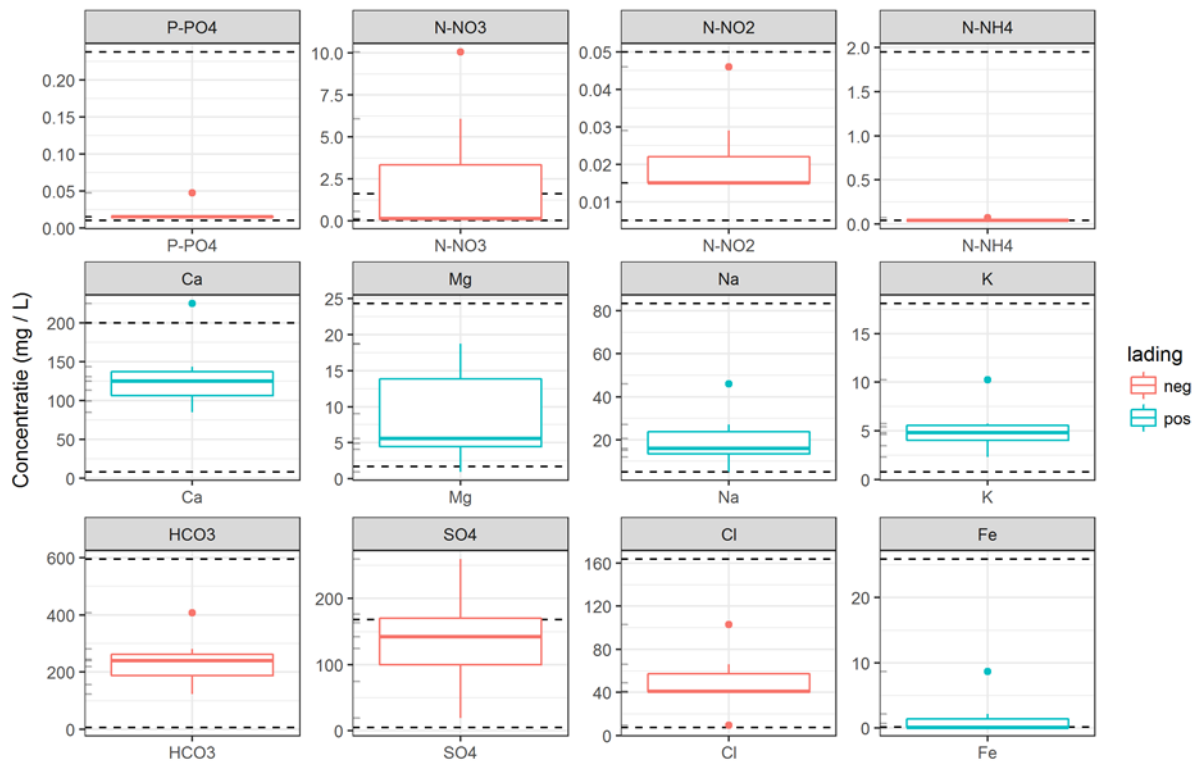 P-PO4 N-NO3 N-NO2 N-NH4
0.20 0.15 0.10 0.05 0.00
10.0 7.5 5.0 2.5 0.0
0.05 0.04 0.03 0.02 0.01
2.0 1.5 1.0 0.5 0.0
P-PO4 N-NO3 N-NO2 N-NH4
Concentratie (mg / L)
Ca Mg Na K
200 150 100 50 0
25 20 15 10 5 0
80 60 40 20
15 10 5 0
Ca Mg Na K
lading
neg
pos
HCO3 SO4 Cl Fe
600 400 200 0
200 100 0
160 120 80 40 0
20 10 0
HCO3 SO4 Cl Fe